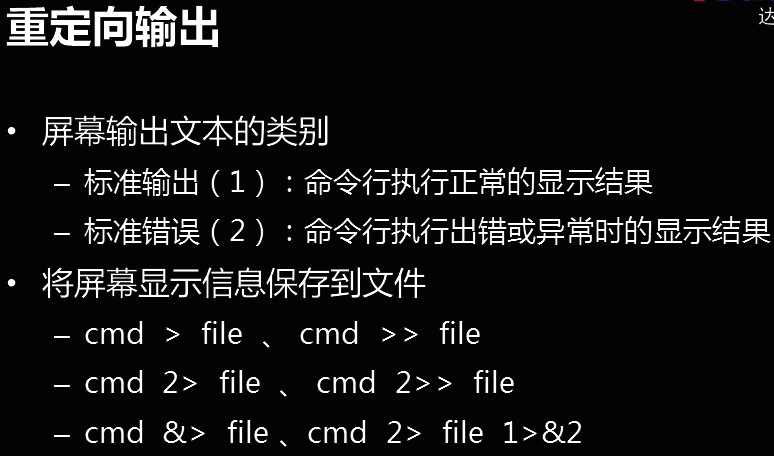 达
重定向输出
• 屏幕输出文本的类别
– 标准输出（1）：命令行执行正常的显示结果
– 标准错误（2）：命令行执行出错或异常时的显示结果
• 将屏幕显示信息保存到文件
– cmd > file 、 cmd >> file
– cmd 2> file 、 cmd 2>> file
– cmd &> file 、cmd 2> file 1>&2